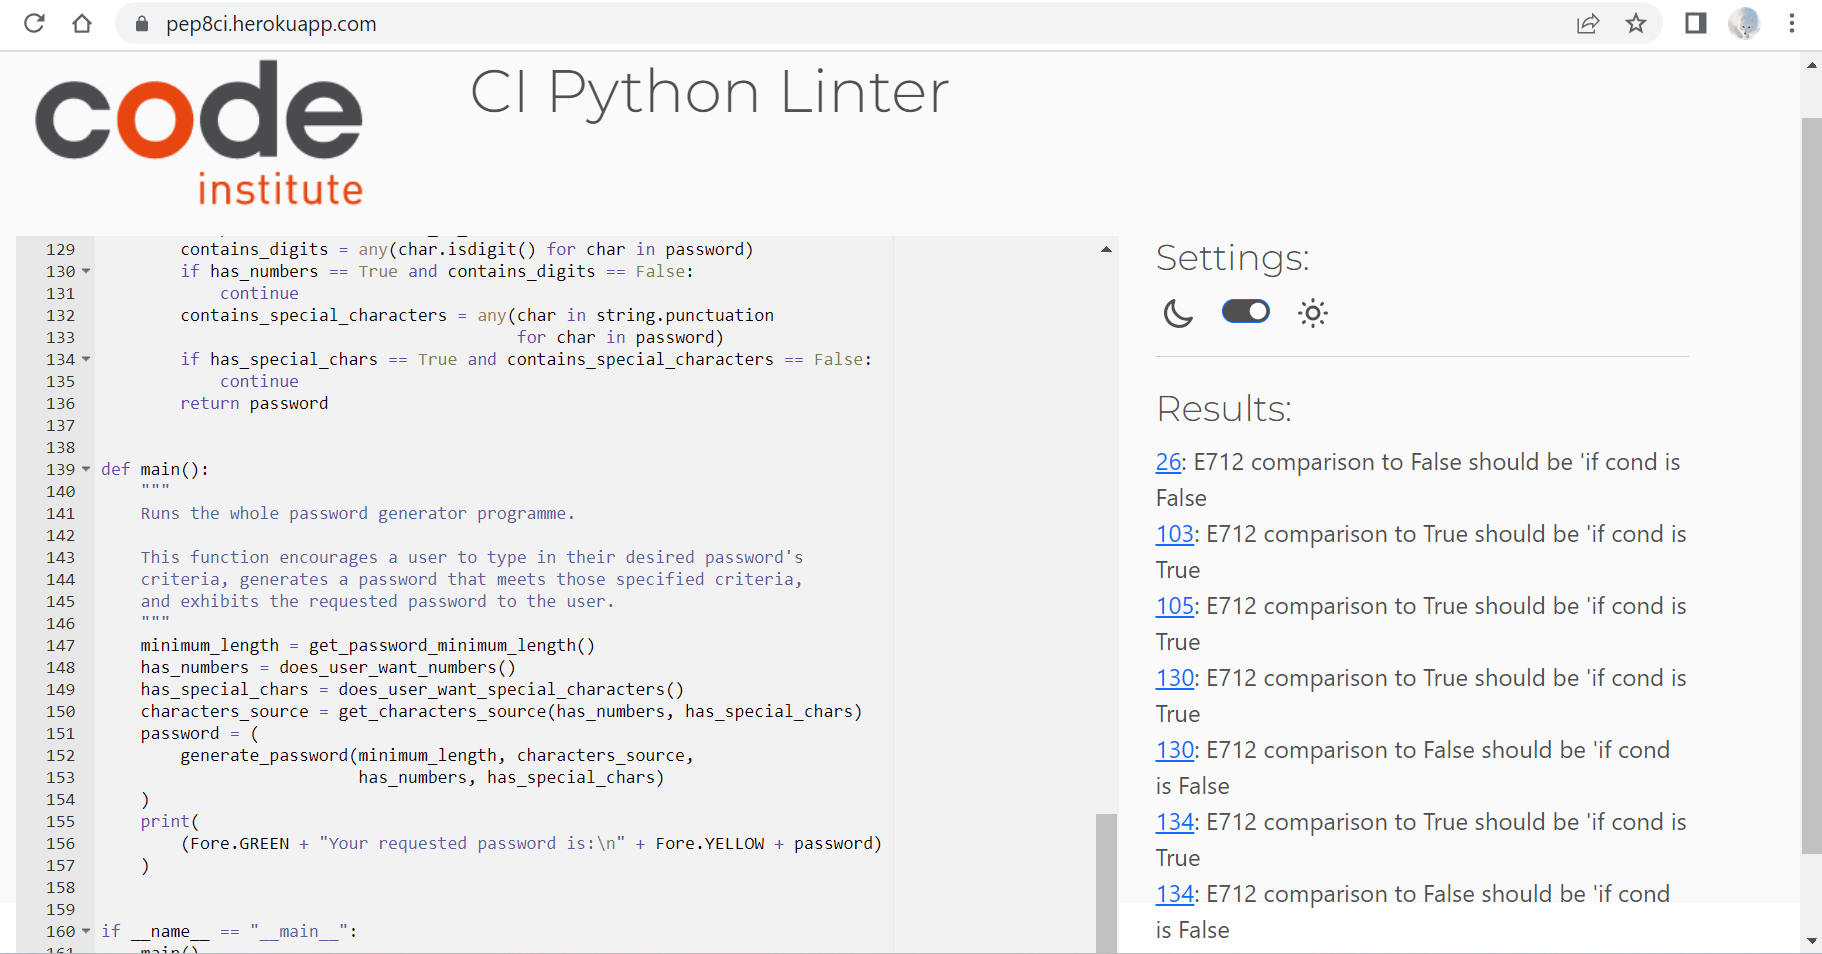 pep8ci.herokuapp.com
code
institute
CI Python Linter
129 contains_digits = any(char.isdigit() for char in password)
130 if has_numbers == True and contains_digits == False:
131 continue
132 contains_special_characters = any(char in string.punctuation
133 for char in password)
134 if has_special_chars == True and contains_special_characters == False:
135 continue
136 return password
137
138
139 def main():
140 """
141 Runs the whole password generator programme.
142
143 This function encourages a user to type in their desired password's
144 criteria, generates a password that meets those specified criteria,
145 and exhibits the requested password to the user.
146 """
147 minimum_length = get_password_minimum_length()
148 has_numbers = does_user_want_numbers()
149 has_special_chars = does_user_want_special_characters()
150 characters_source = get_characters_source(has_numbers, has_special_chars)
151 password = (
152 generate_password(minimum_length, characters_source,
153 has_numbers, has_special_chars)
154 )
155 print(
156 (Fore.GREEN + "Your requested password is:\n" + Fore.YELLOW + password)
157 )
158
159
160 if __name__ == "__main__":
161 main()
Settings:
Results:
26: E712 comparison to False should be 'if cond is
False
103: E712 comparison to True should be 'if cond is
True
105: E712 comparison to True should be 'if cond is
True
130: E712 comparison to True should be 'if cond is
True
130: E712 comparison to False should be 'if cond
is False
134: E712 comparison to True should be 'if cond is
True
134: E712 comparison to False should be 'if cond
is False